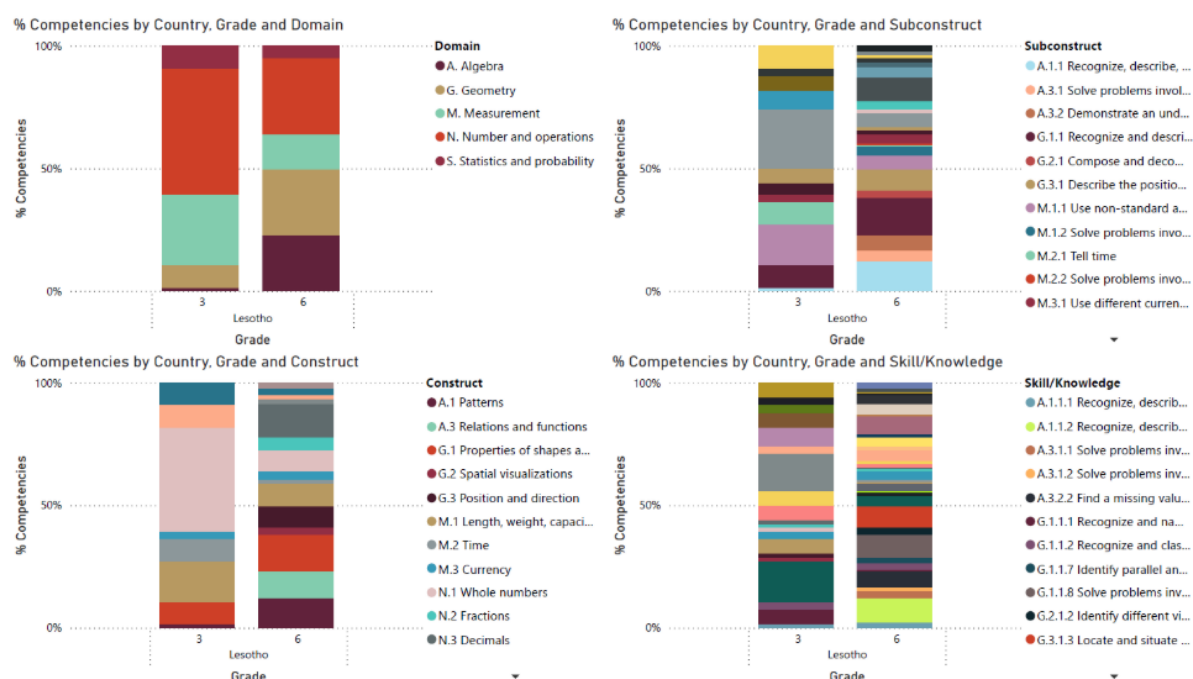 % Competencies by Country, Grade and Domain
100%
50%
0%
% Competencies
3
6
Lesotho
Grade
Domain
A. Algebra
G. Geometry
M. Measurement
N. Number and operations
S. Statistics and probability
% Competencies by Country, Grade and Subconstruct
100%
50%
0%
% Competencies
3
6
Lesotho
Grade
Subconstruct
A.1.1 Recognize, describe, ...
A.3.1 Solve problems invol...
A.3.2 Demonstrate an und...
G.1.1 Recognize and descri...
G.2.1 Compose and deco...
G.3.1 Describe the positio...
M.1.1 Use non-standard a...
M.1.2 Solve problems invo...
M.2.1 Tell time
M.2.2 Solve problems invo...
M.3.1 Use different curren...
% Competencies by Country, Grade and Construct
100%
50%
0%
% Competencies
3
6
Lesotho
Grade
Construct
A.1 Patterns
A.3 Relations and functions
G.1 Properties of shapes a...
G.2 Spatial visualizations
G.3 Position and direction
M.1 Length, weight, capaci...
M.2 Time
M.3 Currency
N.1 Whole numbers
N.2 Fractions
N.3 Decimals
% Competencies by Country, Grade and Skill/Knowledge
100%
50%
0%
% Competencies
3
6
Lesotho
Grade
Skill/Knowledge
A.1.1.1 Recognize, describ...
A.1.1.2 Recognize, describ...
A.3.1.1 Solve problems inv...
A.3.1.2 Solve problems inv...
A.3.2.2 Find a missing valu...
G.1.1.1 Recognize and na...
G.1.1.2 Recognize and clas...
G.1.1.7 Identify parallel an...
G.1.1.8 Solve problems inv...
G.2.1.2 Identify different vi...
G.3.1.3 Locate and situate ...